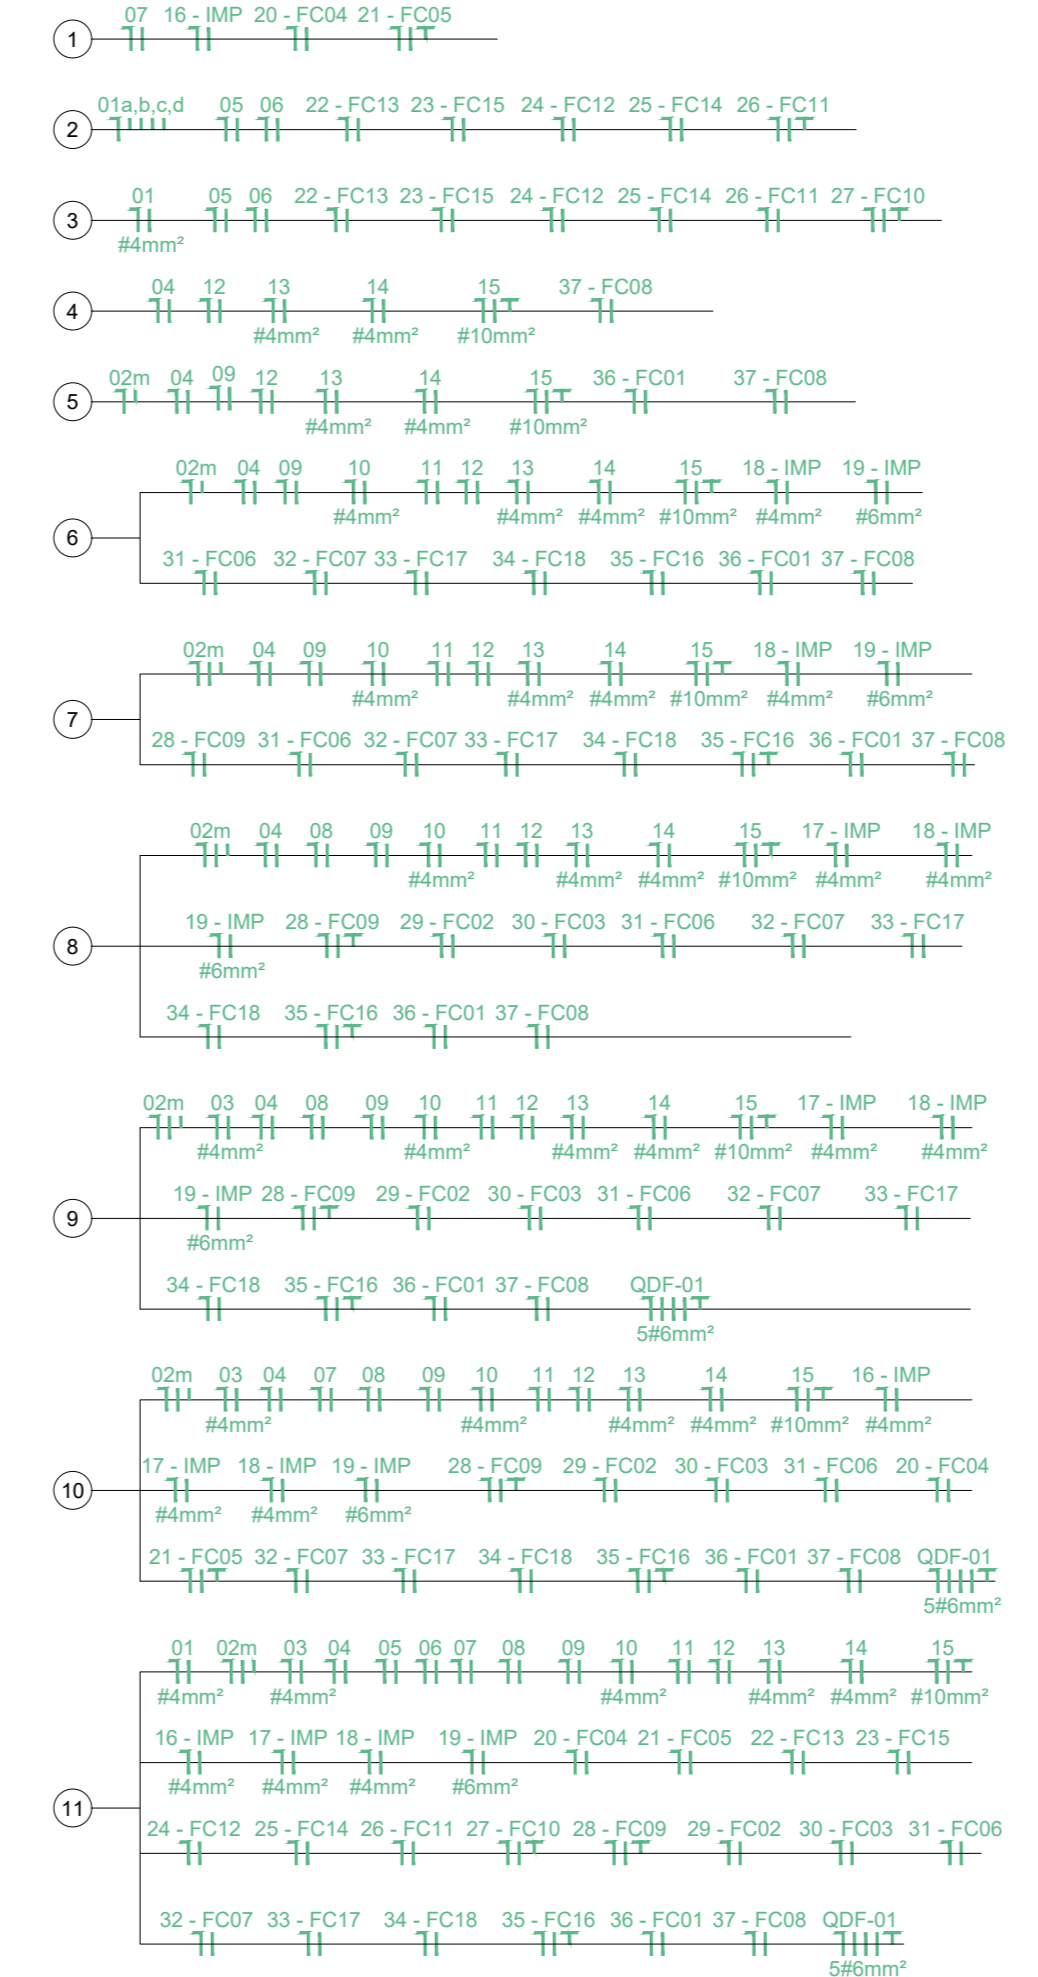 07 16 - IMP 20 - FC04 21 - FC05
1
01a,b,c,d 05 06 22 - FC13 23 - FC15 24 - FC12 25 - FC14 26 - FC11
2
01 05 06 22 - FC13 23 - FC15 24 - FC12 25 - FC14 26 - FC11 27 - FC10
3
#4mm²
04 12 13 14 15 37 - FC08
4
#4mm² #4mm² #10mm²
02m 04 09 12 13 14 15 36 - FC01 37 - FC08
5
#4mm² #4mm² #10mm²
02m 04 09 10 11 12 13 14 15 18 - IMP 19 - IMP
#4mm² #4mm² #4mm² #10mm² #4mm² #6mm²
6
31 - FC06 32 - FC07 33 - FC17 34 - FC18 35 - FC16 36 - FC01 37 - FC08
02m 04 09 10 11 12 13 14 15 18 - IMP 19 - IMP
#4mm² #4mm² #4mm² #10mm² #4mm² #6mm²
7
28 - FC09 31 - FC06 32 - FC07 33 - FC17 34 - FC18 35 - FC16 36 - FC01 37 - FC08
02m 04 08 09 10 11 12 13 14 15 17 - IMP 18 - IMP
#4mm² #4mm² #4mm² #10mm² #4mm² #4mm²
19 - IMP 28 - FC09 29 - FC02 30 - FC03 31 - FC06 32 - FC07 33 - FC17
8
#6mm²
34 - FC18 35 - FC16 36 - FC01 37 - FC08
02m 03 04 08 09 10 11 12 13 14 15 17 - IMP 18 - IMP
#4mm² #4mm² #4mm² #4mm² #10mm² #4mm² #4mm²
19 - IMP 28 - FC09 29 - FC02 30 - FC03 31 - FC06 32 - FC07 33 - FC17
9
#6mm²
34 - FC18 35 - FC16 36 - FC01 37 - FC08 QDF-01
5#6mm²
02m 03 04 07 08 09 10 11 12 13 14 15 16 - IMP
#4mm² #4mm² #4mm² #4mm² #10mm² #4mm²
17 - IMP 18 - IMP 19 - IMP 28 - FC09 29 - FC02 30 - FC03 31 - FC06 20 - FC04
10
#4mm² #4mm² #6mm²
21 - FC05 32 - FC07 33 - FC17 34 - FC18 35 - FC16 36 - FC01 37 - FC08 QDF-01
5#6mm²
01 02m 03 04 05 06 07 08 09 10 11 12 13 14 15
#4mm² #4mm² #4mm² #4mm² #4mm² #10mm²
16 - IMP 17 - IMP 18 - IMP 19 - IMP 20 - FC04 21 - FC05 22 - FC13 23 - FC15
#4mm² #4mm² #4mm² #6mm²
11
24 - FC12 25 - FC14 26 - FC11 27 - FC10 28 - FC09 29 - FC02 30 - FC03 31 - FC06
32 - FC07 33 - FC17 34 - FC18 35 - FC16 36 - FC01 37 - FC08 QDF-01
5#6mm²